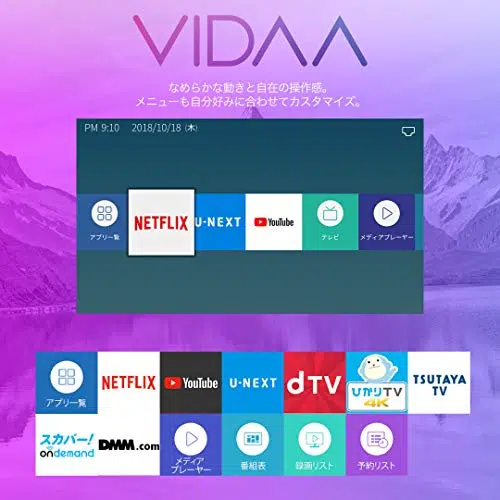 VIDAA
なめらかな動きと自在の操作感。
メニューも自分好みに合わせてカスタマイズ。
PM 9:10 2018/10/18 (木)
アプリ一覧
NETFLIX
U-NEXT
YouTube
テレビ
メディアプレーヤー
アプリ一覧
NETFLIX
YouTube
U-NEXT
dTV
ひかりTV
4K
TSUTAYA
TV
スカパー!
ondemand
DMM.com
メディア
プレーヤー
番組表
録画リスト
予約リスト